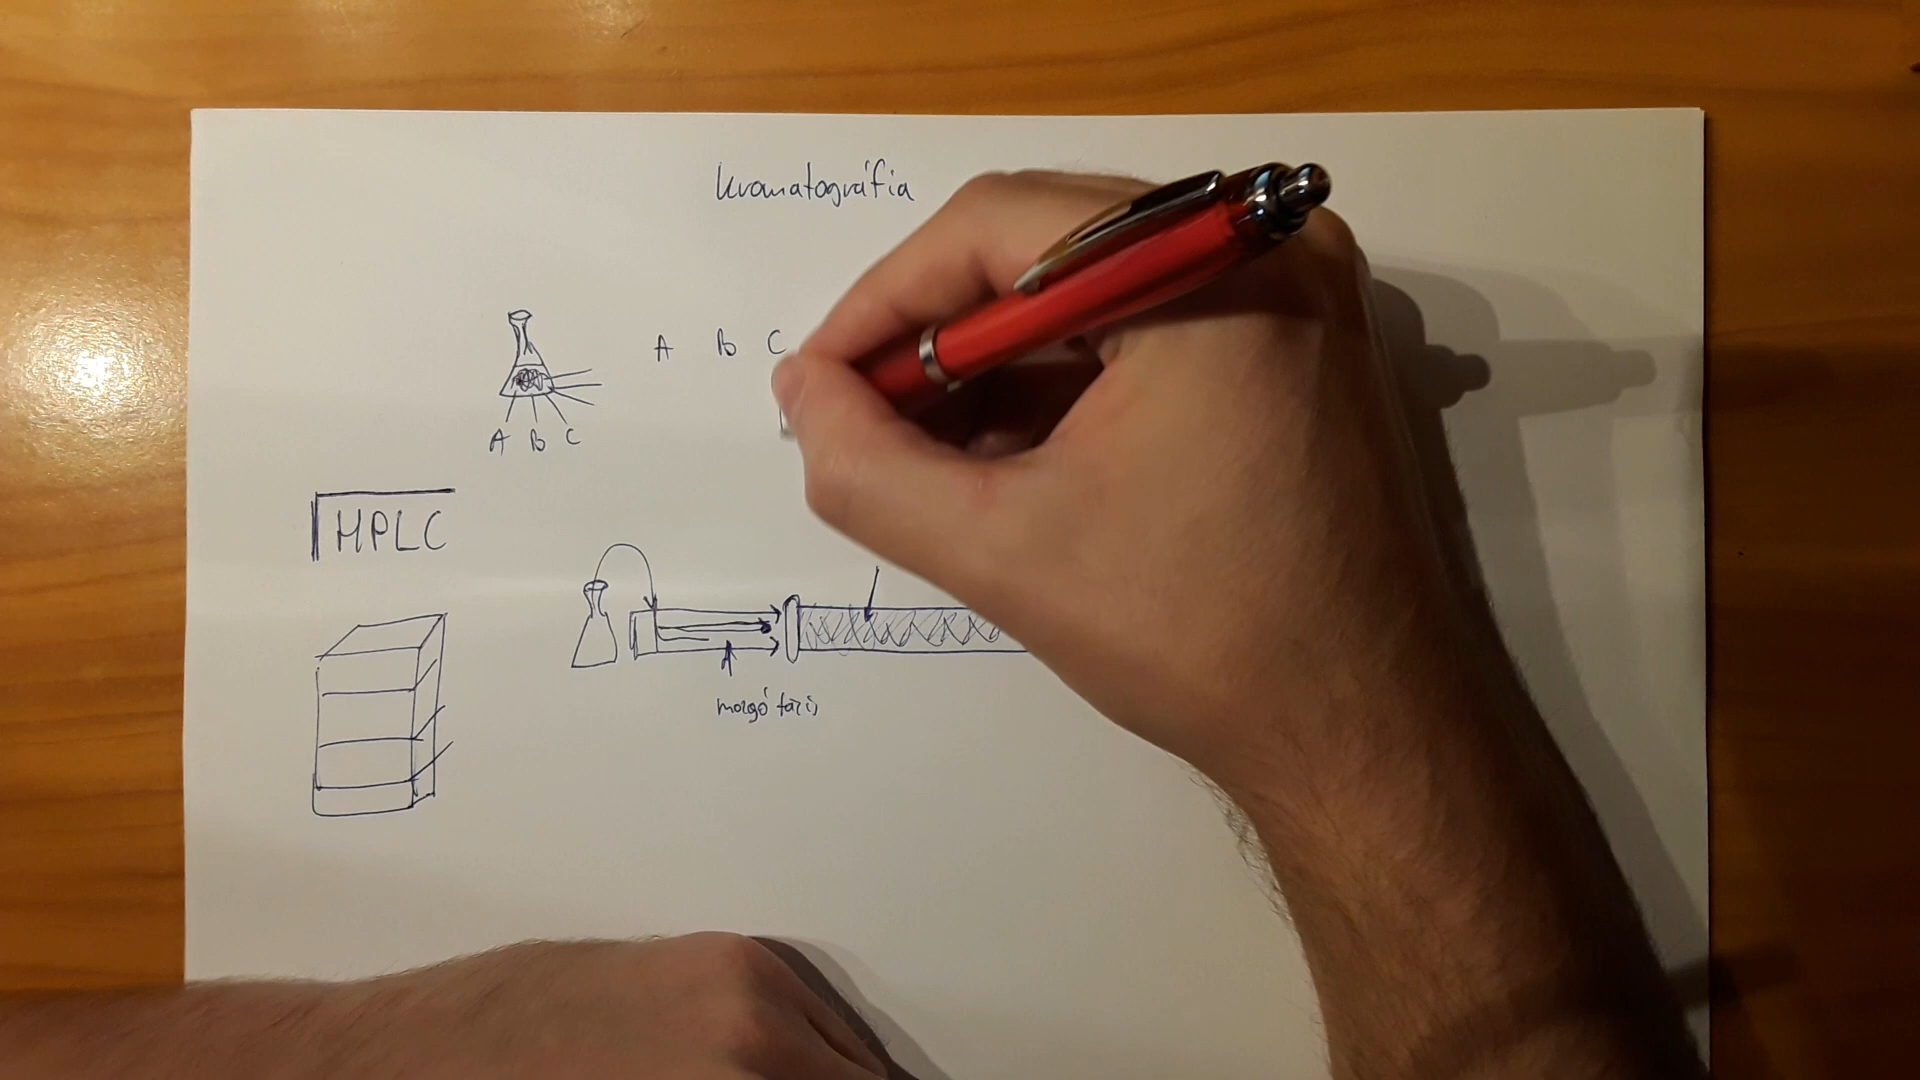 kromatográfia
A B C
A B C
HPLC
mozgó fázis